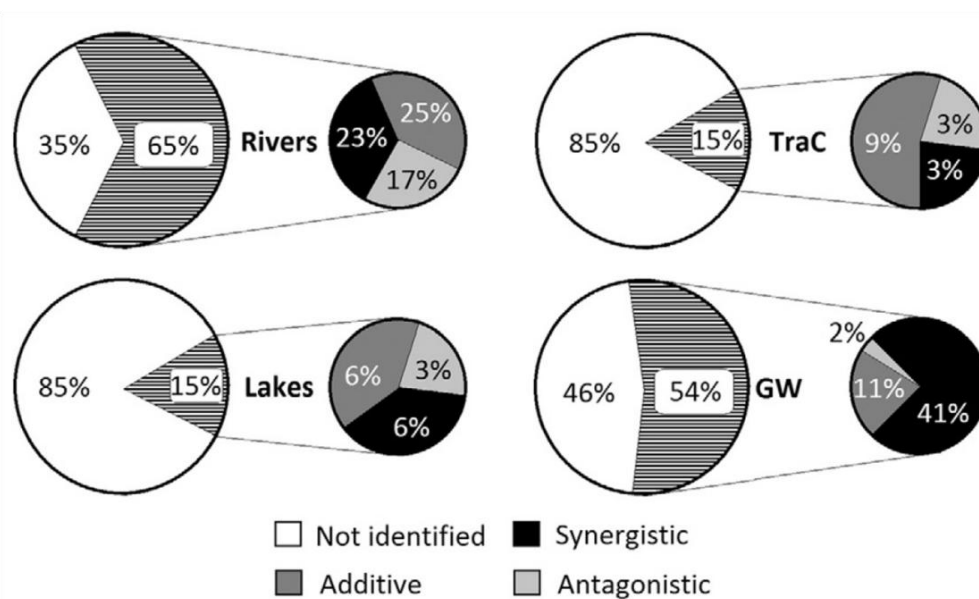 35%
65%
Rivers
23%
25%
17%
85%
15%
TraC
9%
3%
3%
85%
15%
Lakes
6%
3%
6%
46%
54%
GW
2%
11%
41%
Not identified
Synergistic
Additive
Antagonistic